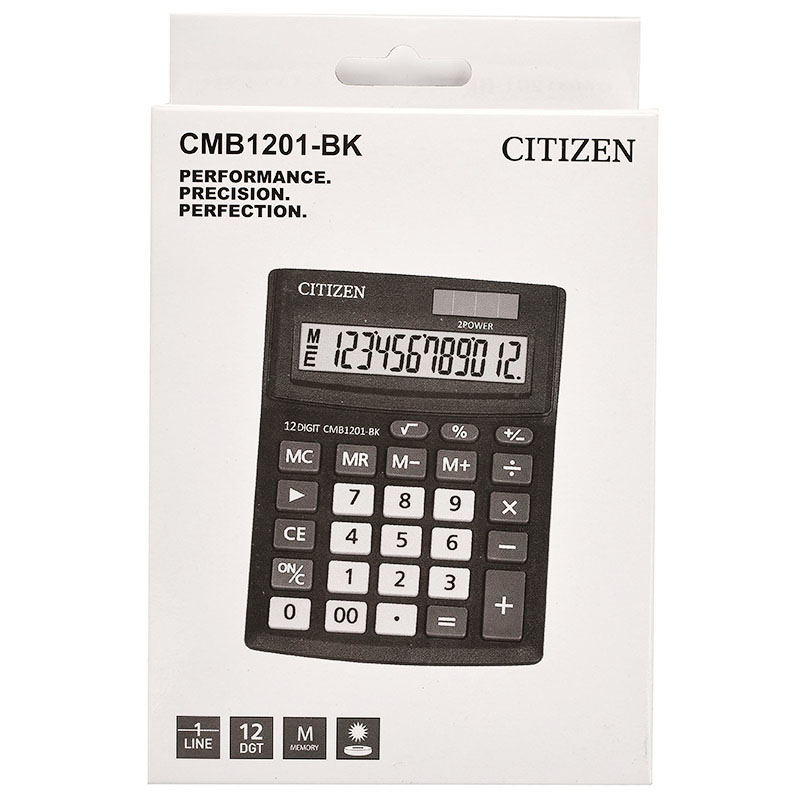 CMB1201-BK
CITIZEN
PERFORMANCE.
PRECISION.
PERFECTION.
CITIZEN
2POWER
M
E
123456789012.
12 DIGIT CMB1201-BK
√ % +/−
MC MR M− M+ ÷
▶ 7 8 9 ×
CE 4 5 6 −
ON/C 1 2 3 +
0 00 . =
1
LINE
12
DGT
M
MEMORY